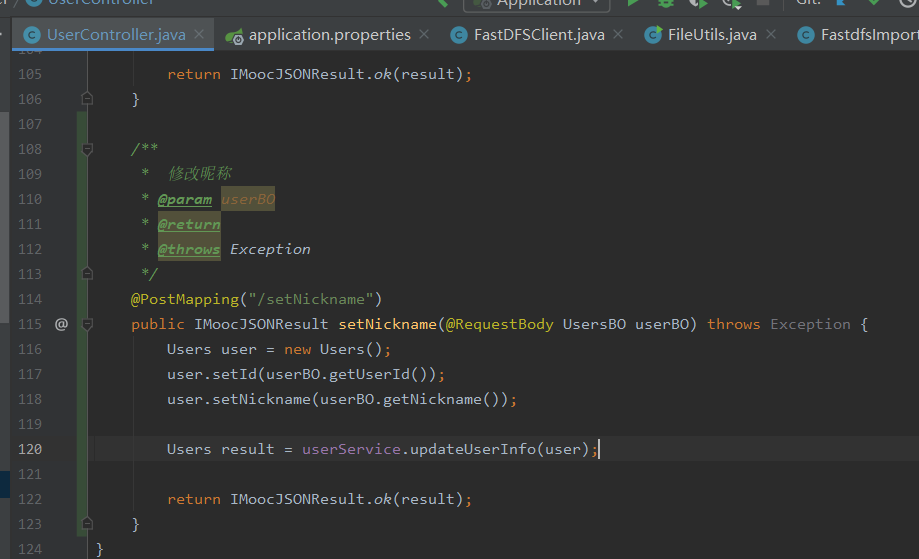 UserController
Application
Git:
UserController.java
application.properties
FastDFSClient.java
FileUtils.java
FastdfsImport
105 return IMoocJSONResult.ok(result);
106 }
107
108 /**
109 * 修改昵称
110 * @param userBO
111 * @return
112 * @throws Exception
113 */
114 @PostMapping("/setNickname")
115 @ public IMoocJSONResult setNickname(@RequestBody UsersBO userBO) throws Exception {
116 Users user = new Users();
117 user.setId(userBO.getUserId());
118 user.setNickname(userBO.getNickname());
119
120 Users result = userService.updateUserInfo(user);
121
122 return IMoocJSONResult.ok(result);
123 }
124 }